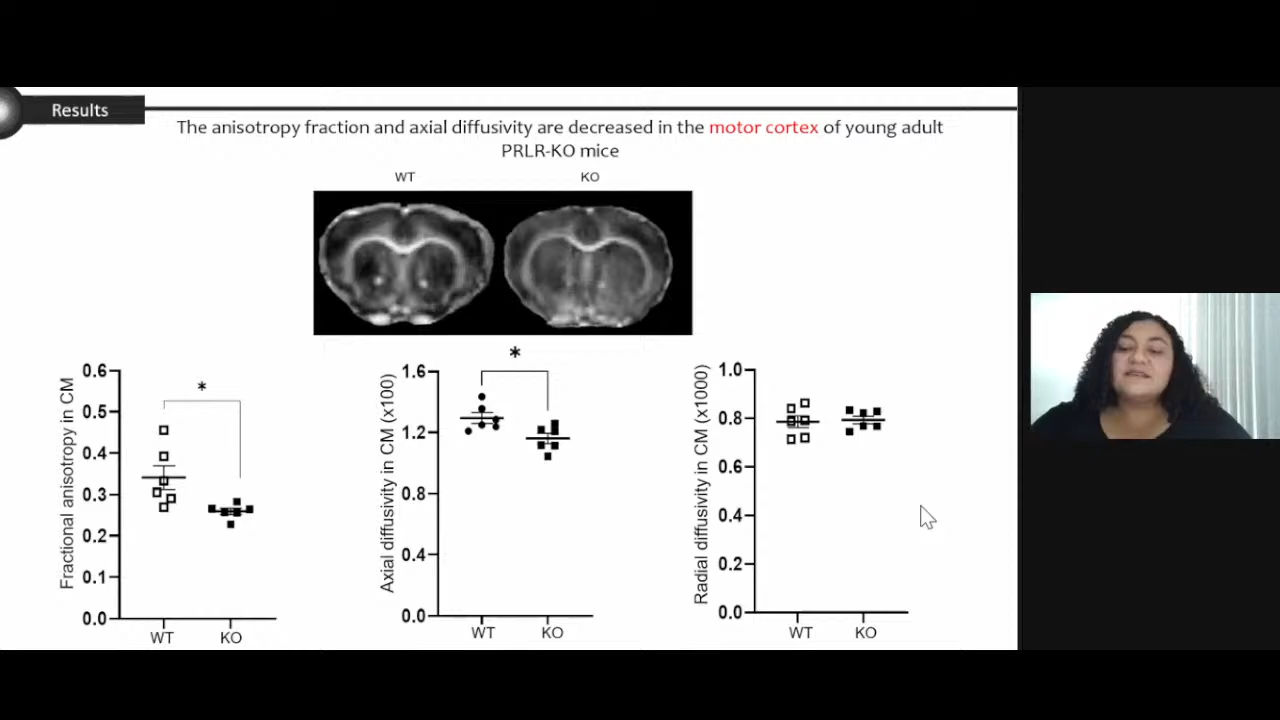 Results
The anisotropy fraction and axial diffusivity are decreased in the motor cortex of young adult
PRLR-KO mice
WT KO
Fractional anisotropy in CM
0.6
0.5
0.4
0.3
0.2
0.1
0.0
*
WT KO
Axial diffusivity in CM (x100)
1.6
1.2
0.8
0.4
0.0
*
WT KO
Radial diffusivity in CM (x1000)
1.0
0.8
0.6
0.4
0.2
0.0
WT KO